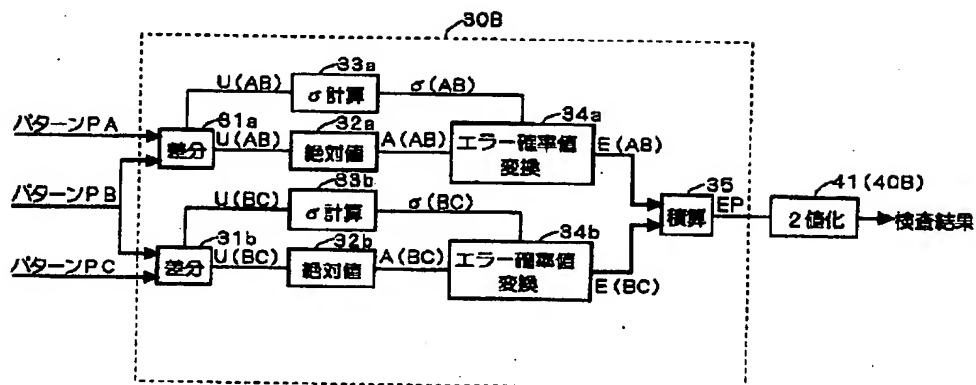 30B
33a
U(AB)
σ計算
σ(AB)
34a
パターンPA
31a
差分
U(AB)
32a
絶対値
A(AB)
エラー確率値
変換
E(AB)
33b
35
41(40B)
パターンPB
U(BC)
σ計算
σ(BC)
積算
EP
2値化
検査結果
34b
31b
差分
U(BC)
32b
絶対値
A(BC)
エラー確率値
変換
E(BC)
パターンPC